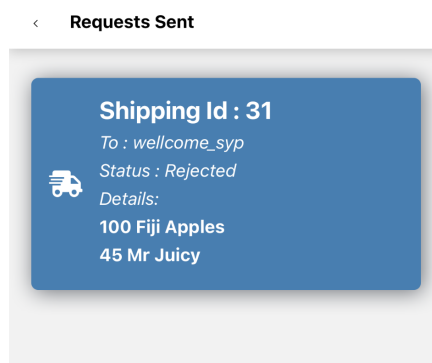 Requests Sent
Shipping Id : 31
To : wellcome_syp
Status : Rejected
Details:
100 Fiji Apples
45 Mr Juicy